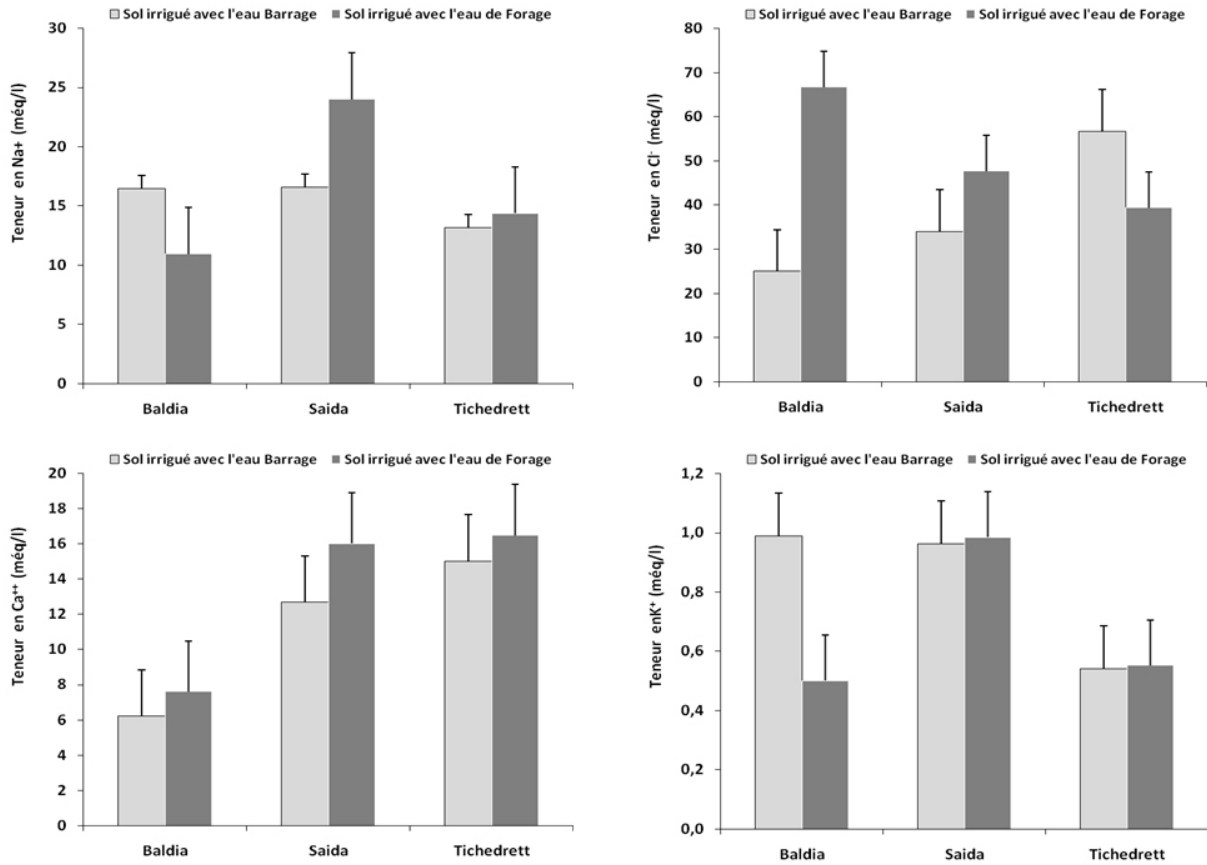 Sol irrigué avec l'eau Barrage Sol irrigué avec l'eau de Forage
Teneur en Na+ (méq/l)
30
25
20
15
10
5
0
Baldia Saida Tichedrett
Sol irrigué avec l'eau Barrage Sol irrigué avec l'eau de Forage
Teneur en Cl⁻ (méq/l)
80
70
60
50
40
30
20
10
0
Baldia Saida Tichedrett
Sol irrigué avec l'eau Barrage Sol irrigué avec l'eau de Forage
Teneur en Ca⁺⁺ (méq/l)
20
18
16
14
12
10
8
6
4
2
0
Baldia Saida Tichedrett
Sol irrigué avec l'eau Barrage Sol irrigué avec l'eau de Forage
Teneur enK⁺ (méq/l)
1,2
1,0
0,8
0,6
0,4
0,2
0,0
Baldia Saida Tichedrett